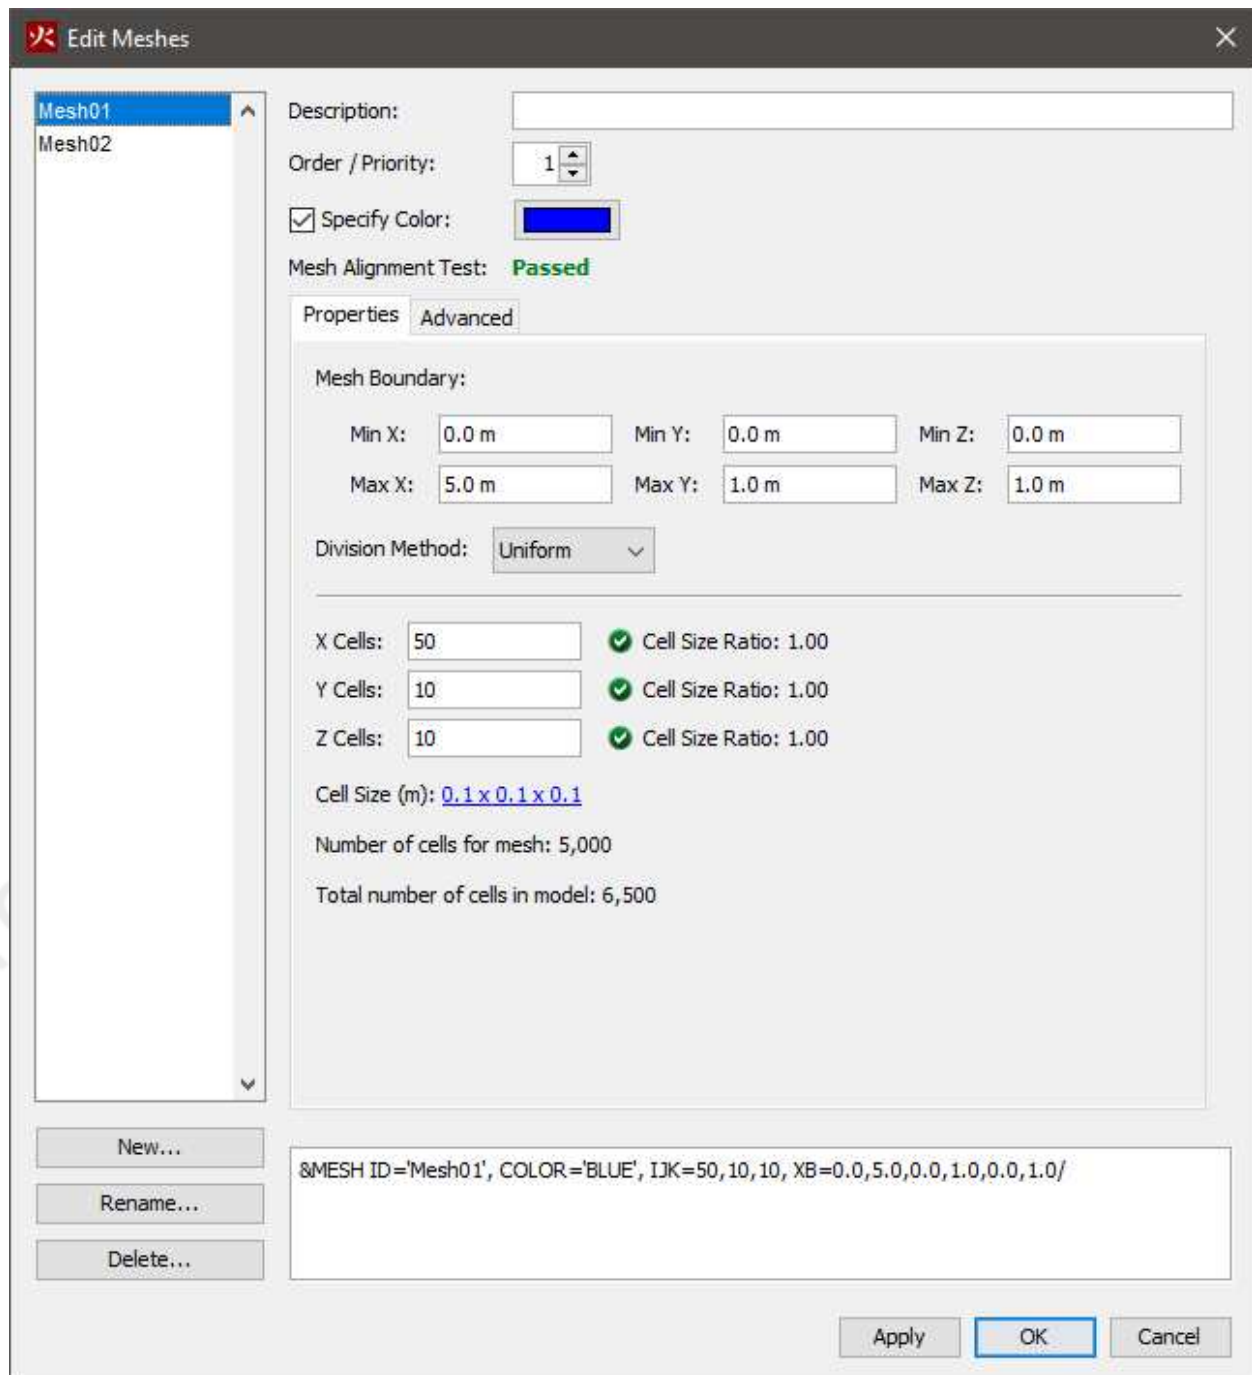 Edit Meshes
Mesh01
Mesh02
Description:
Order / Priority: 1
Specify Color:
Mesh Alignment Test: Passed
Properties Advanced
Mesh Boundary:
Min X: 0.0 m Min Y: 0.0 m Min Z: 0.0 m
Max X: 5.0 m Max Y: 1.0 m Max Z: 1.0 m
Division Method: Uniform
X Cells: 50 Cell Size Ratio: 1.00
Y Cells: 10 Cell Size Ratio: 1.00
Z Cells: 10 Cell Size Ratio: 1.00
Cell Size (m): 0.1 x 0.1 x 0.1
Number of cells for mesh: 5,000
Total number of cells in model: 6,500
New...
Rename...
Delete...
&MESH ID='Mesh01', COLOR='BLUE', IJK=50,10,10, XB=0.0,5.0,0.0,1.0,0.0,1.0/
Apply OK Cancel